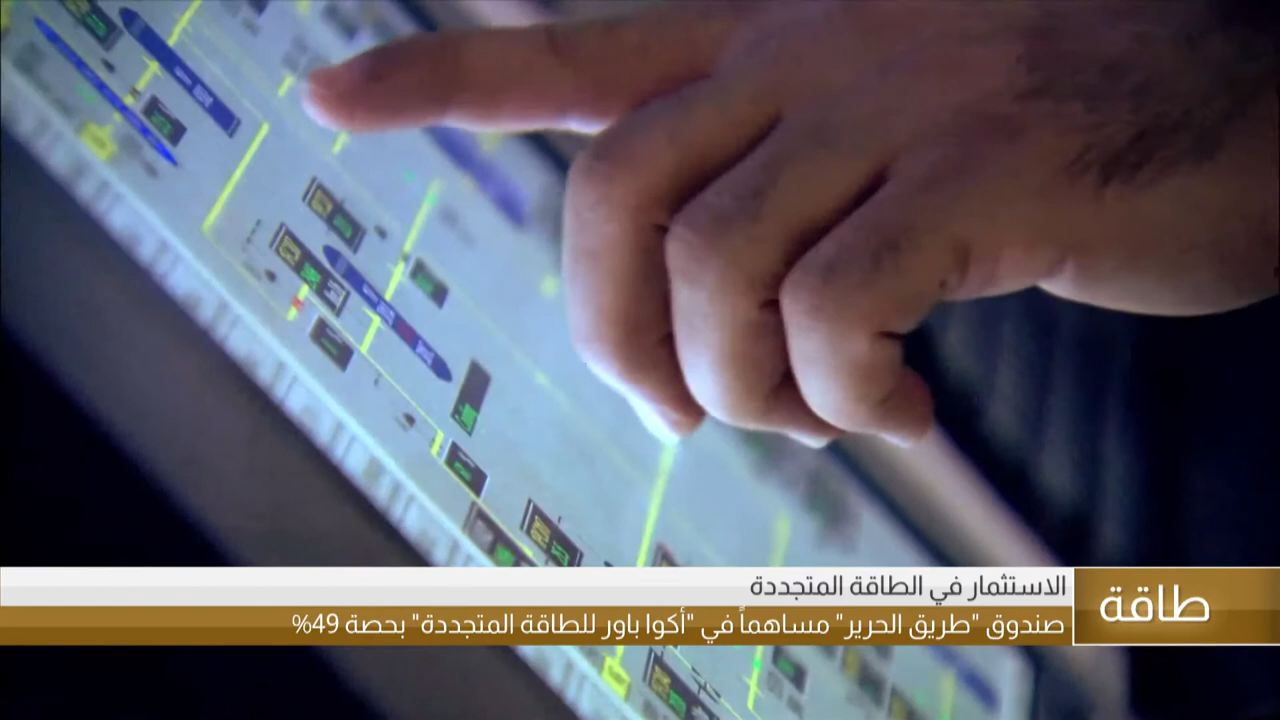 طاقة
الاستثمار في الطاقة المتجددة
صندوق "طريق الحرير" مساهماً في "أكوا باور للطاقة المتجددة" بحصة 49%